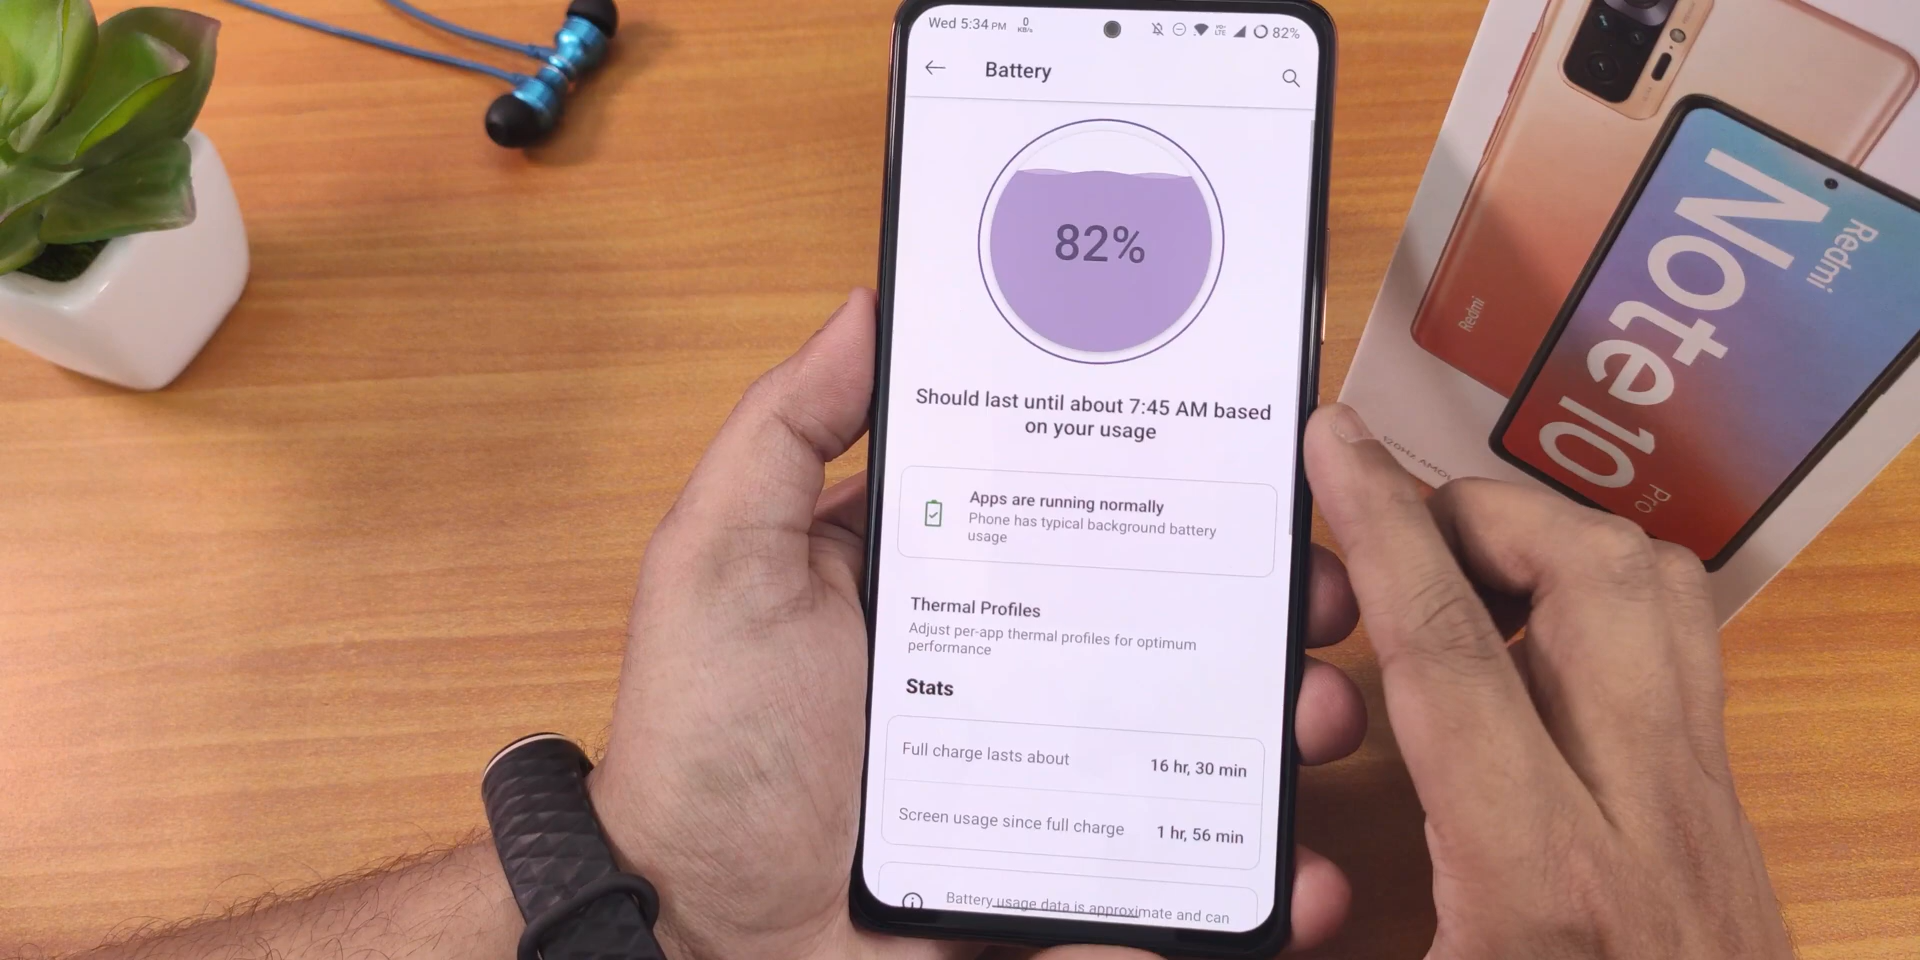 Wed 5:34 PM
0
KB/s
82%
Battery
82%
Should last until about 7:45 AM based
on your usage
Apps are running normally
Phone has typical background battery
usage
Thermal Profiles
Adjust per-app thermal profiles for optimum
performance
Stats
Full charge lasts about
16 hr, 30 min
Screen usage since full charge
1 hr, 56 min
Battery usage data is approximate and can
Redmi
Note 10
Pro
Redmi
120Hz